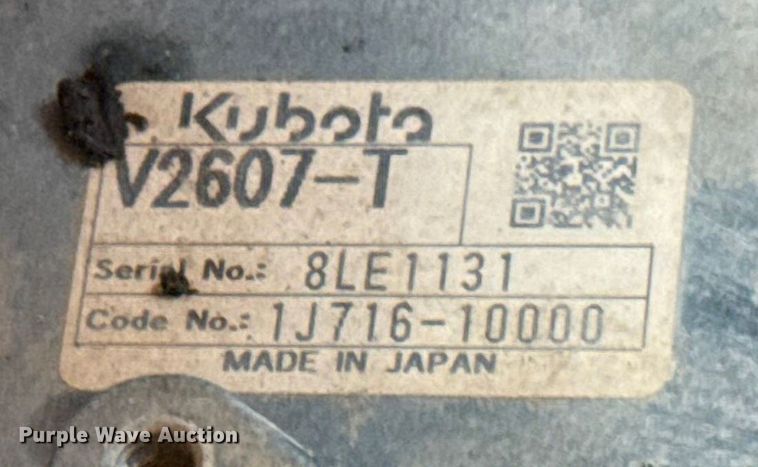 Kubota
V2607-T
Serial No.: 8LE1131
Code No.: 1J716-10000
MADE IN JAPAN
Purple Wave Auction